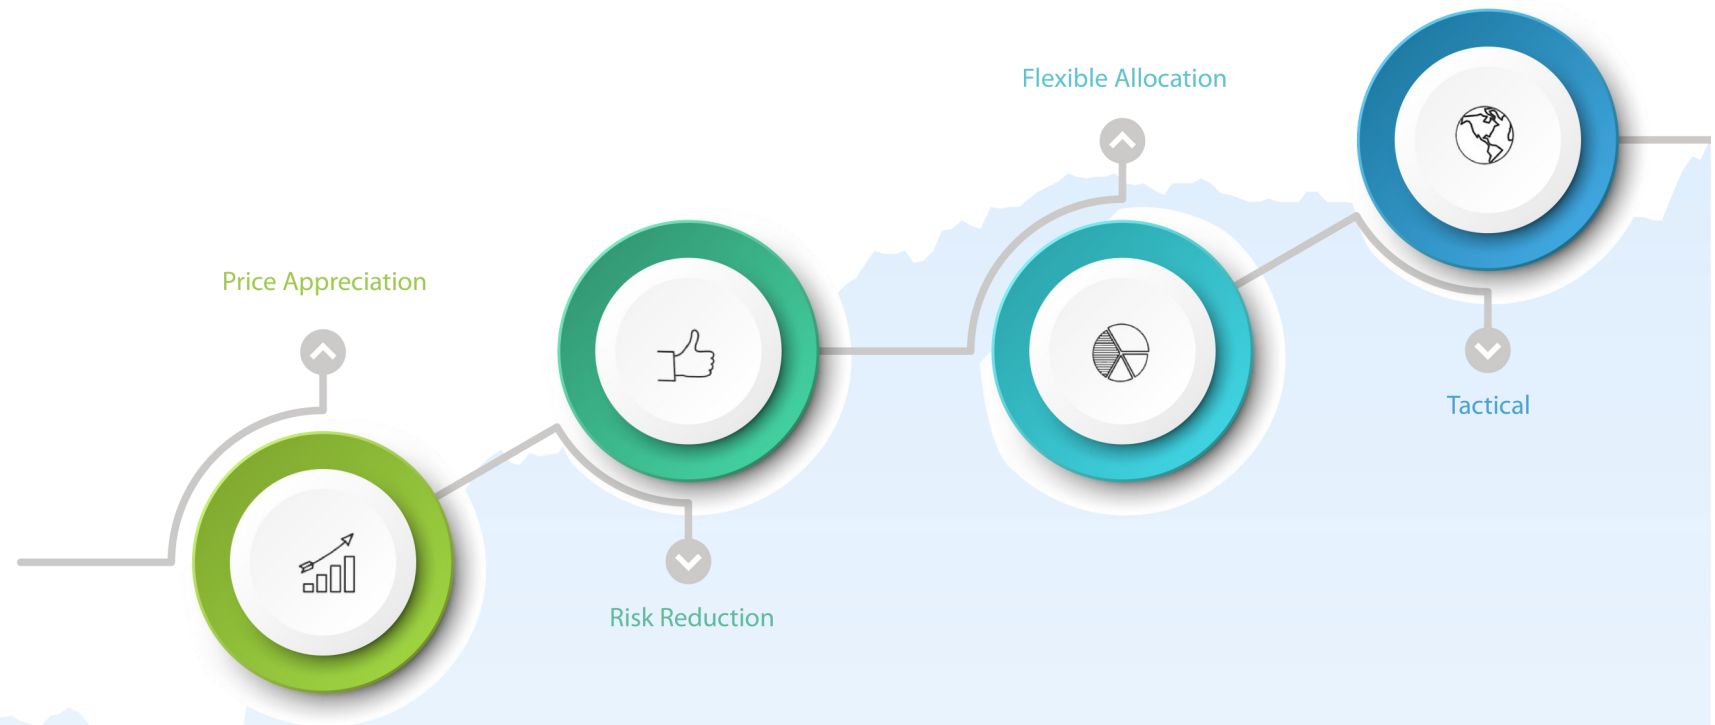 Price Appreciation
Risk Reduction
Flexible Allocation
Tactical